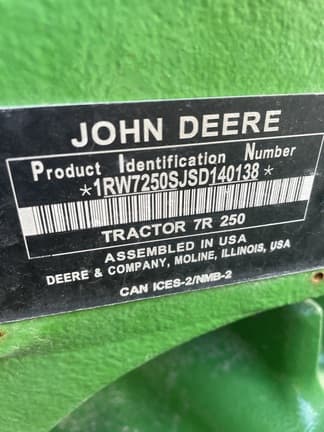 JOHN DEERE
Product Identification Number
*1RW7250SJSD140138*
TRACTOR 7R 250
ASSEMBLED IN USA
DEERE & COMPANY, MOLINE, ILLINOIS, USA
CAN ICES-2/NMB-2